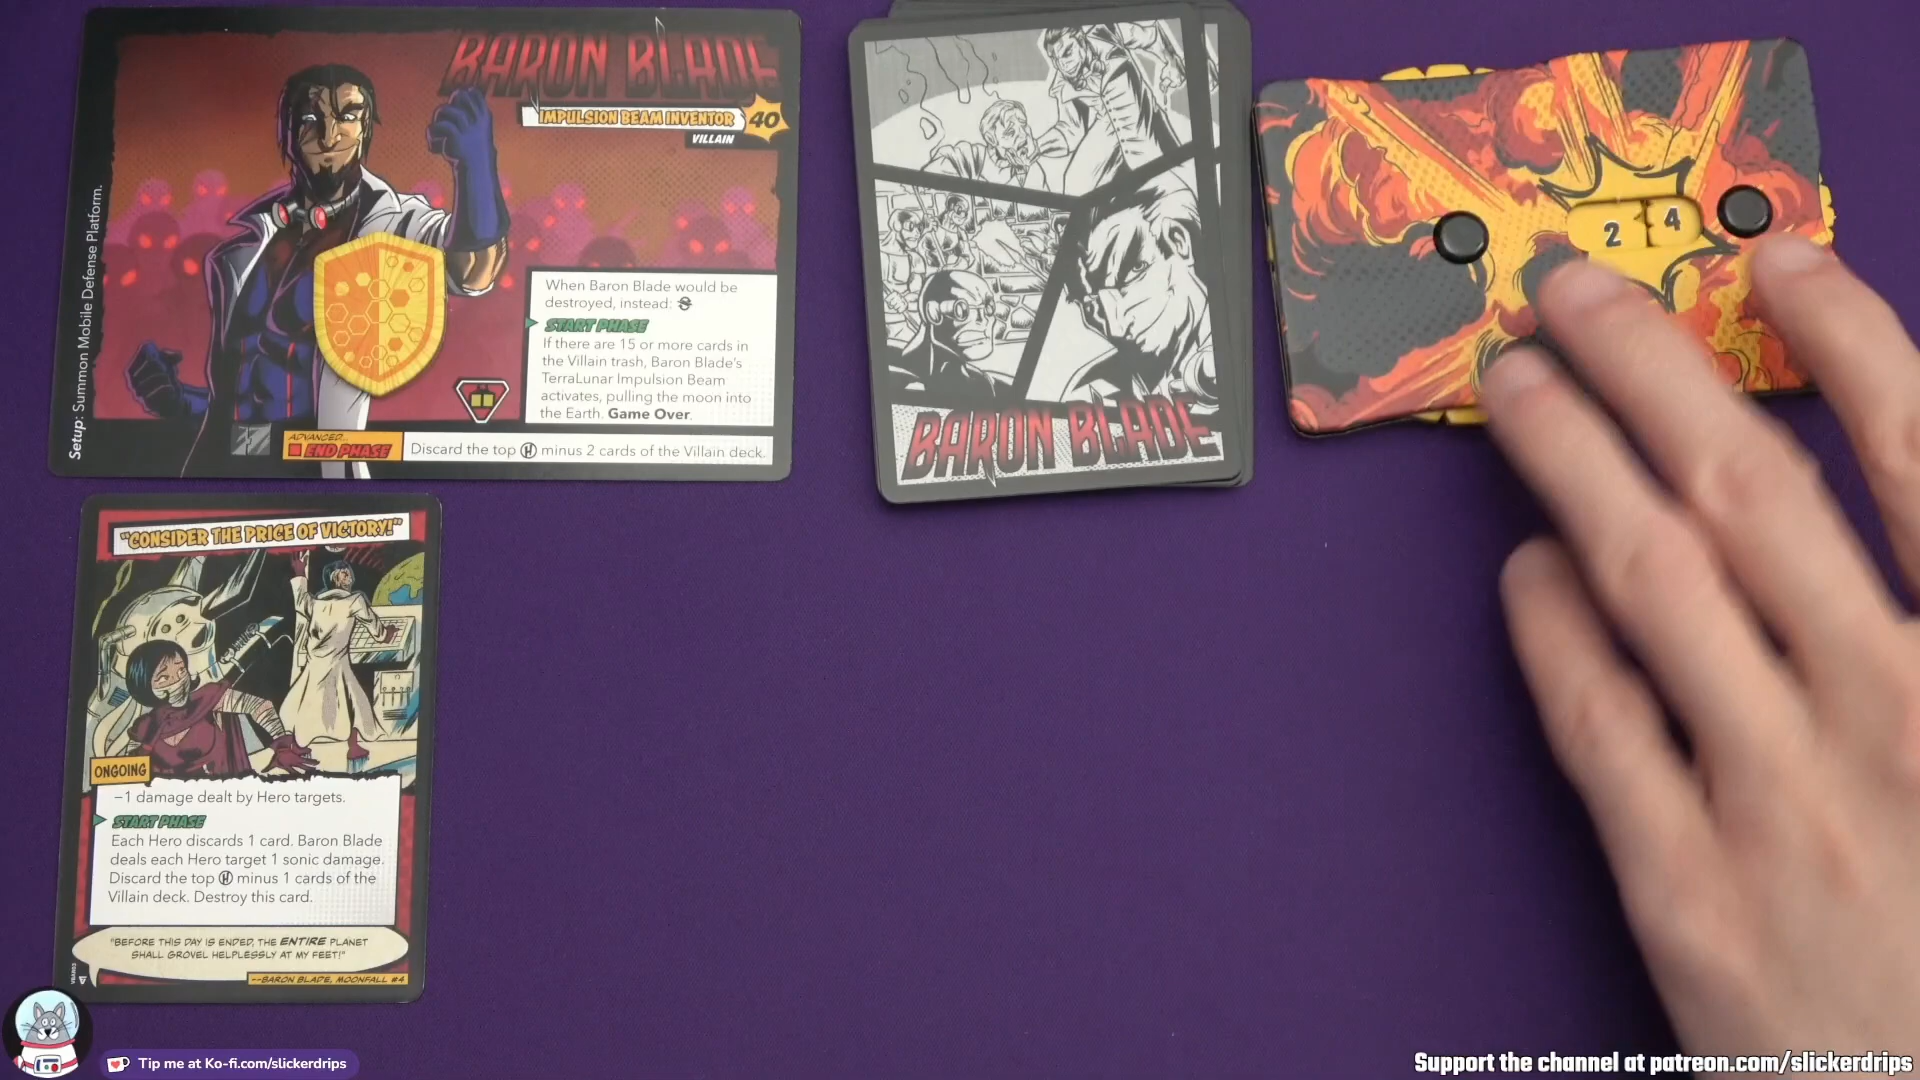 BARON BLADE
IMPULSION BEAM INVENTOR 40
VILLAIN
Setup: Summon Mobile Defense Platform.
When Baron Blade would be
destroyed, instead:
START PHASE
If there are 15 or more cards in
the Villain trash, Baron Blade's
TerraLunar Impulsion Beam
activates, pulling the moon into
the Earth. Game Over.
ADVANCED...
END PHASE
Discard the top H minus 2 cards of the Villain deck.
BARON BLADE
2 4
"CONSIDER THE PRICE OF VICTORY!"
ONGOING
−1 damage dealt by Hero targets.
START PHASE
Each Hero discards 1 card. Baron Blade
deals each Hero target 1 sonic damage.
Discard the top H minus 1 cards of the
Villain deck. Destroy this card.
"BEFORE THIS DAY IS ENDED, THE ENTIRE PLANET
SHALL GROVEL HELPLESSLY AT MY FEET!"
--BARON BLADE, MOONFALL #4
Tip me at Ko-fi.com/slickerdrips
Support the channel at patreon.com/slickerdrips